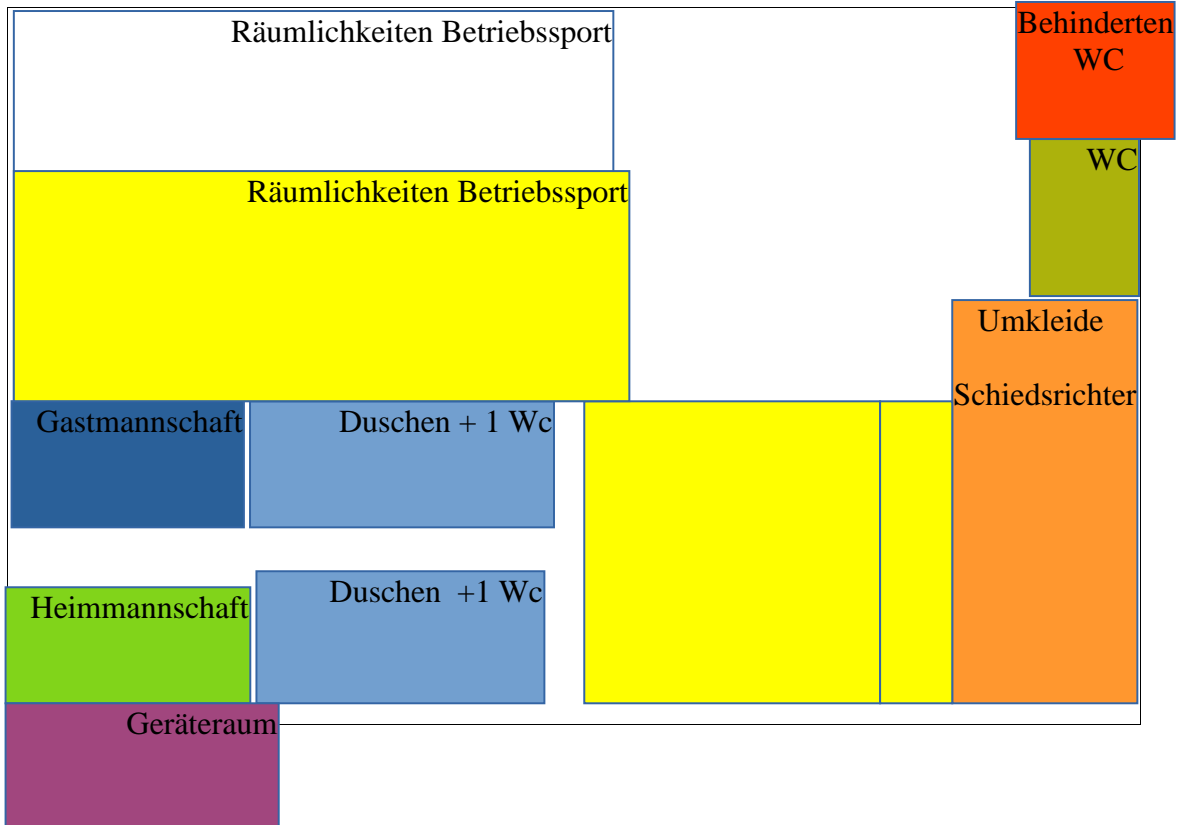 Räumlichkeiten Betriebssport
Behinderten
WC
WC
Räumlichkeiten Betriebssport
Umkleide
Schiedsrichter
Gastmannschaft
Duschen + 1 Wc
Heimmannschaft
Duschen  +1 Wc
Geräteraum